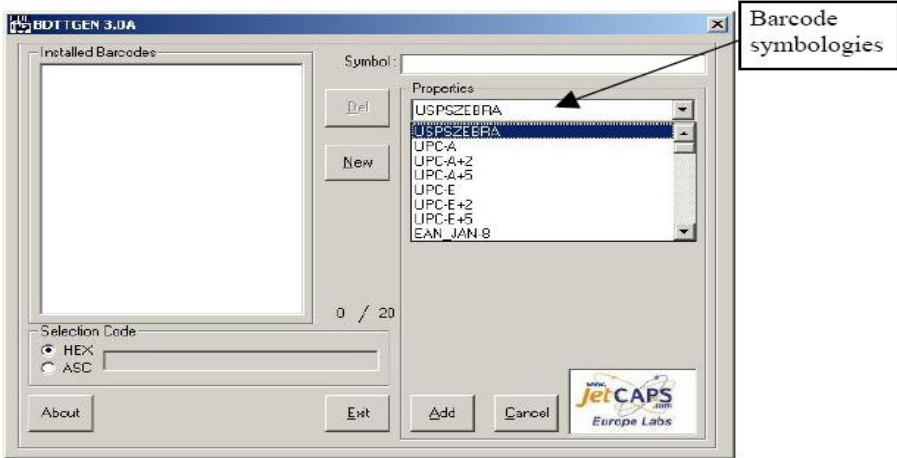 BDTTGEN 3.0A
Barcode
symbologies
Installed Barcodes
Symbol :
Properties
Del
USPSZEBRA
USPSZEBRA
UPC-A
UPC-A+2
UPC-A+5
UPC-E
UPC-E+2
UPC-E+5
EAN_JAN-8
New
0 / 20
Selection Code
HEX
ASC
About
Exit
Add
Cancel
www.
jetCAPS
.com
Europe Labs